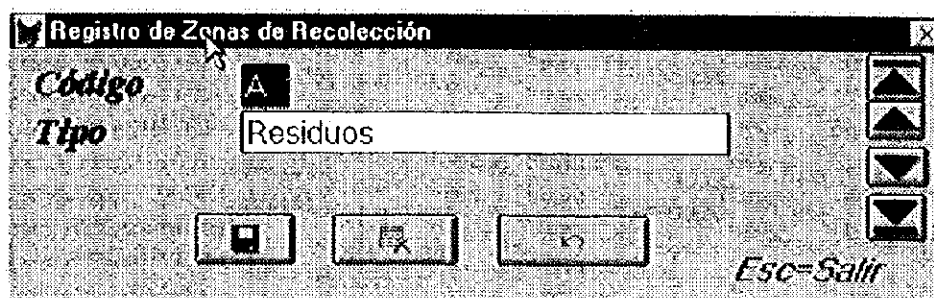 Registro de Zonas de Recolección
Código A
Tipo Residuos
Esc=Salir